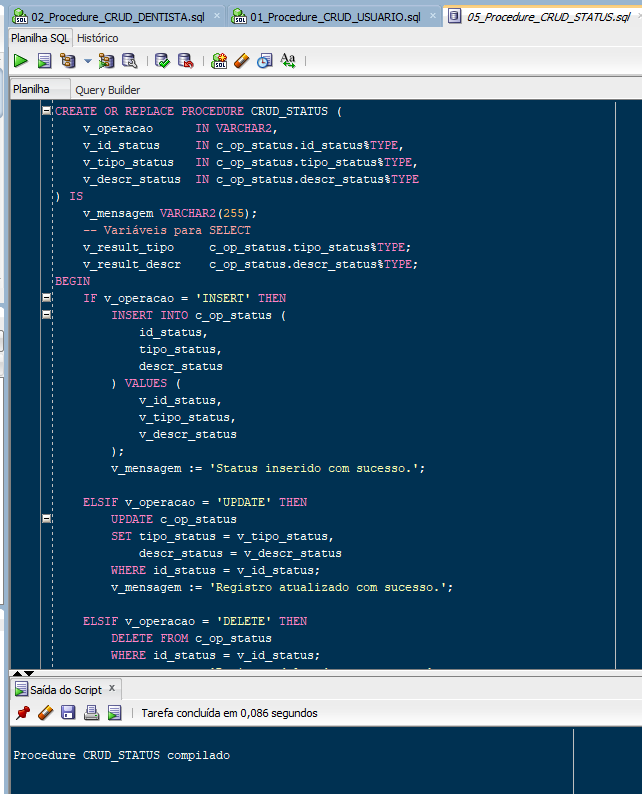 02_Procedure_CRUD_DENTISTA.sql × 01_Procedure_CRUD_USUARIO.sql × 05_Procedure_CRUD_STATUS.sql
Planilha SQL Histórico
Aa
Planilha Query Builder
CREATE OR REPLACE PROCEDURE CRUD_STATUS (
v_operacao IN VARCHAR2,
v_id_status IN c_op_status.id_status%TYPE,
v_tipo_status IN c_op_status.tipo_status%TYPE,
v_descr_status IN c_op_status.descr_status%TYPE
) IS
v_mensagem VARCHAR2(255);
-- Variáveis para SELECT
v_result_tipo c_op_status.tipo_status%TYPE;
v_result_descr c_op_status.descr_status%TYPE;
BEGIN
IF v_operacao = 'INSERT' THEN
INSERT INTO c_op_status (
id_status,
tipo_status,
descr_status
) VALUES (
v_id_status,
v_tipo_status,
v_descr_status
);
v_mensagem := 'Status inserido com sucesso.';
ELSIF v_operacao = 'UPDATE' THEN
UPDATE c_op_status
SET tipo_status = v_tipo_status,
descr_status = v_descr_status
WHERE id_status = v_id_status;
v_mensagem := 'Registro atualizado com sucesso.';
ELSIF v_operacao = 'DELETE' THEN
DELETE FROM c_op_status
WHERE id_status = v_id_status;
Saída do Script ×
Tarefa concluída em 0,086 segundos
Procedure CRUD_STATUS compilado